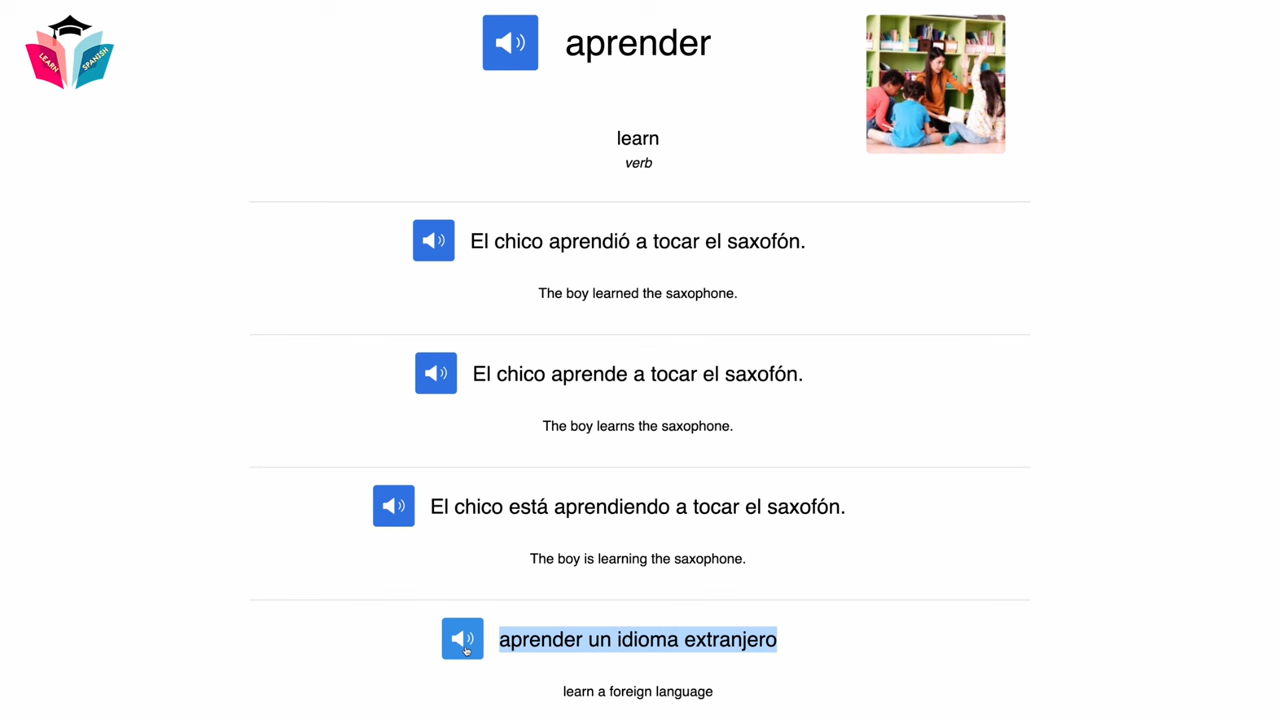 LEARN
SPANISH
aprender
learn
verb
El chico aprendió a tocar el saxofón.
The boy learned the saxophone.
El chico aprende a tocar el saxofón.
The boy learns the saxophone.
El chico está aprendiendo a tocar el saxofón.
The boy is learning the saxophone.
aprender un idioma extranjero
learn a foreign language